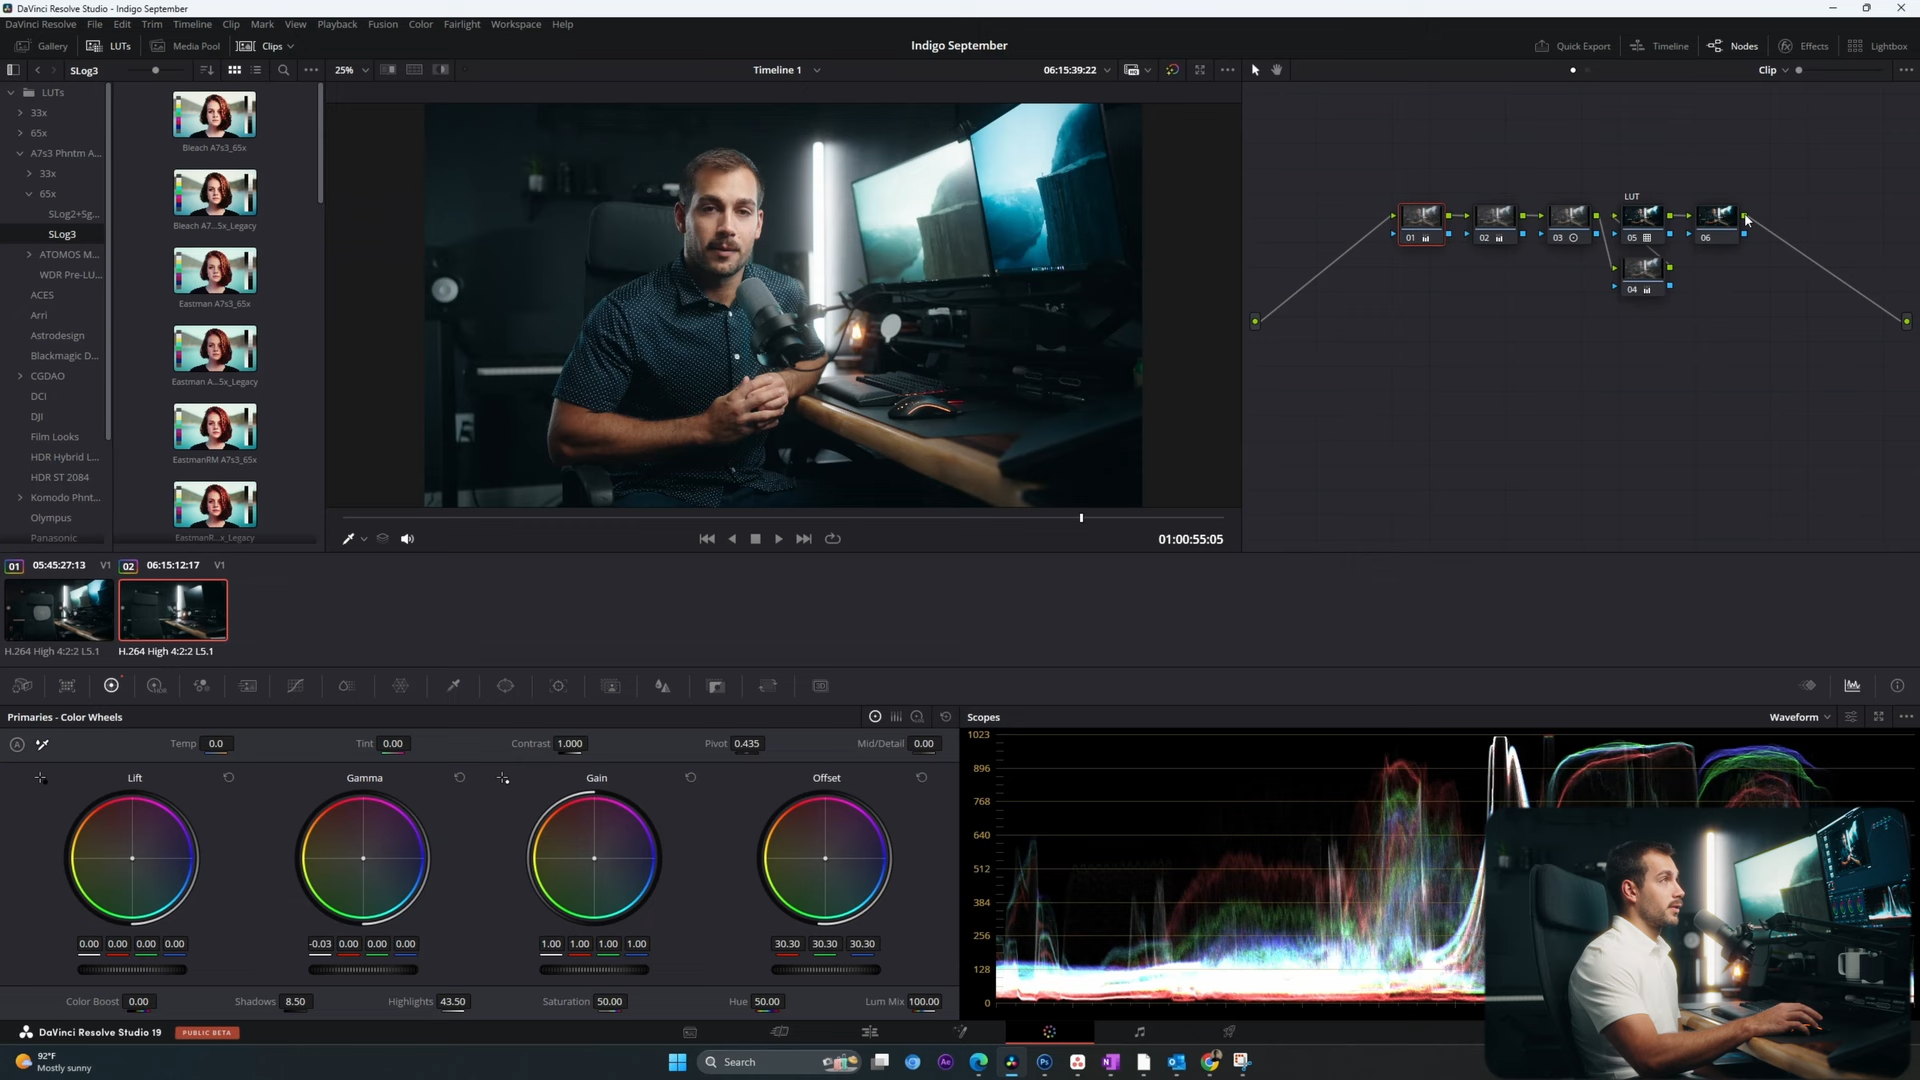 DaVinci Resolve Studio - Indigo September
DaVinci Resolve File Edit Trim Timeline Clip Mark View Playback Fusion Color Fairlight Workspace Help
Gallery LUTs Media Pool Clips Indigo September Quick Export Timeline Nodes Effects Lightbox
SLog3 25% Timeline 1 06:15:39:22 Clip
LUTs
33x
65x
A7s3 Phntm A...
33x
65x
SLog2+Sg...
SLog3
ATOMOS M...
WDR Pre-LU...
ACES
Arri
Astrodesign
Blackmagic D...
CGDAO
DCI
DJI
Film Looks
HDR Hybrid L...
HDR ST 2084
Komodo Phnt...
Olympus
Panasonic
Bleach A7s3_65x
Bleach A7...5x_Legacy
Eastman A7s3_65x
Eastman A...5x_Legacy
EastmanRM A7s3_65x
EastmanR...x_Legacy
LUT
01 02 03 05 06
04
01:00:55:05
01 05:45:27:13 V1 02 06:15:12:17 V1
H.264 High 4:2:2 L5.1 H.264 High 4:2:2 L5.1
3D
Primaries - Color Wheels Scopes Waveform
A Temp 0.0 Tint 0.00 Contrast 1.000 Pivot 0.435 Mid/Detail 0.00
Lift Gamma Gain Offset
0.00 0.00 0.00 0.00 -0.03 0.00 0.00 0.00 1.00 1.00 1.00 1.00 30.30 30.30 30.30
Color Boost 0.00 Shadows 8.50 Highlights 43.50 Saturation 50.00 Hue 50.00 Lum Mix 100.00
1023
896
768
640
512
384
256
128
0
DaVinci Resolve Studio 19 PUBLIC BETA
92°F
Mostly sunny
Search
Ae
Ps